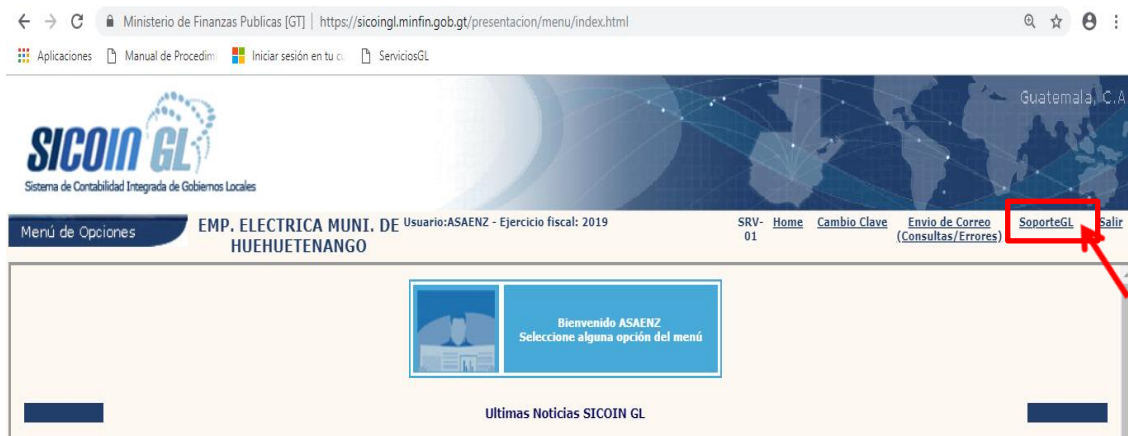 Ministerio de Finanzas Publicas [GT] | https://sicoingl.minfin.gob.gt/presentacion/menu/index.html
Aplicaciones Manual de Procedim Iniciar sesión en tu cu ServiciosGL
Guatemala, C.A
SICOIN GL
Sistema de Contabilidad Integrada de Gobiernos Locales
Menú de Opciones EMP. ELECTRICA MUNI. DE Usuario:ASAENZ - Ejercicio fiscal: 2019 SRV- Home Cambio Clave Envio de Correo SoporteGL Salir
HUEHUETENANGO 01 (Consultas/Errores)
Bienvenido ASAENZ
Seleccione alguna opción del menú
Ultimas Noticias SICOIN GL